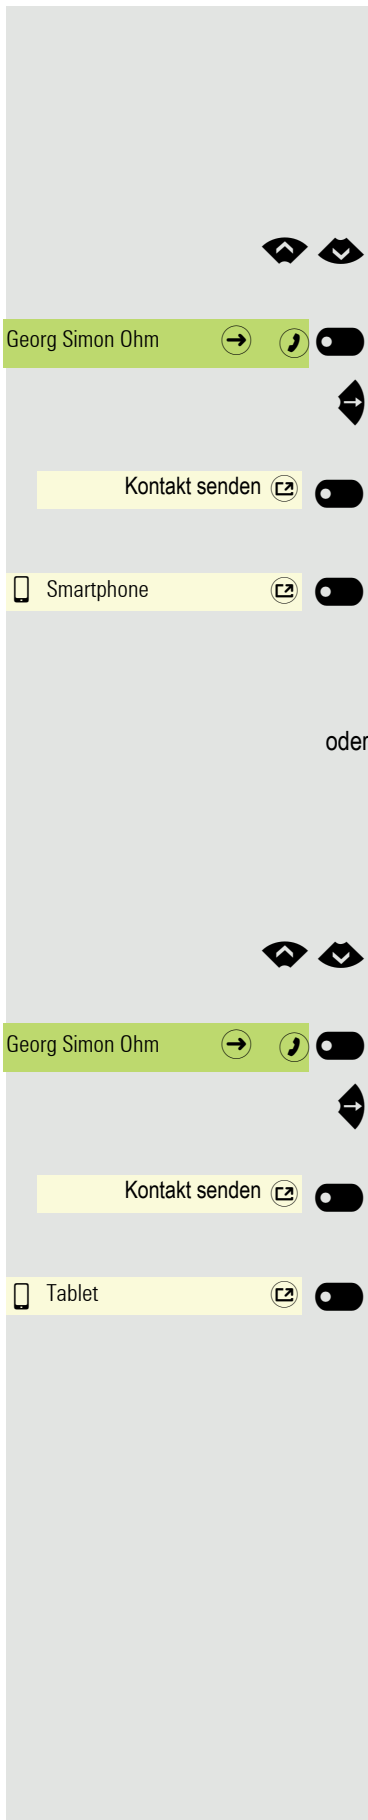 Georg Simon Ohm
Kontakt senden
Smartphone
oder
Georg Simon Ohm
Kontakt senden
Tablet